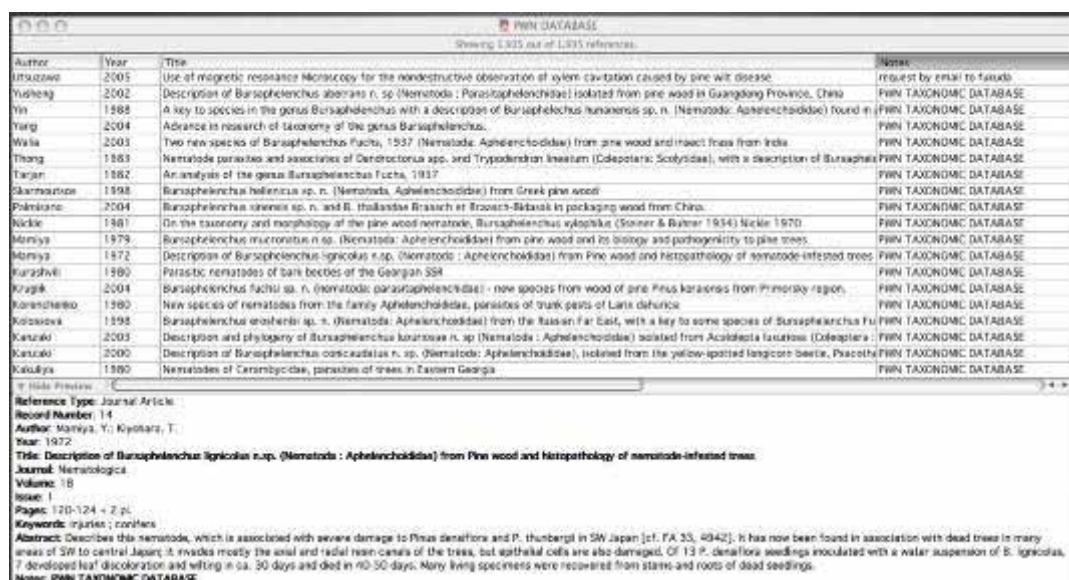 PWN DATABASE
Showing 1,935 out of 1,935 references.
Author Year Title Notes
Utsuzawa 2005 Use of magnetic resonance Microscopy for the nondestructive observation of xylem cavitation caused by pine wilt disease request by email to fukuda
Yusheng 2002 Description of Bursaphelenchus aberrans n. sp (Nematoda : Parasitaphelenchidae) isolated from pine wood in Guangdong Province, China PWN TAXONOMIC DATABASE
Yin 1988 A key to species in the genus Bursaphelenchus with a description of Bursaphelechus hunanensis sp. n. (Nematoda: Aphelenchoididae) found in PWN TAXONOMIC DATABASE
Yang 2004 Advance in research of taxonomy of the genus Bursaphelenchus. PWN TAXONOMIC DATABASE
Walia 2003 Two new species of Bursaphelenchus Fuchs, 1937 (Nematoda: Aphelenchoididae) from pine wood and insect frass from India PWN TAXONOMIC DATABASE
Thong 1983 Nematode parasites and associates of Dendroctonus spp. and Trypodendron lineatum (Coleoptera: Scolytidae), with a description of Bursaphele PWN TAXONOMIC DATABASE
Tarjan 1982 An analysis of the genus Bursaphelenchus Fuchs, 1937 PWN TAXONOMIC DATABASE
Skarmoutsos 1998 Bursaphelenchus hellenicus sp. n. (Nematoda, Aphelenchoididae) from Greek pine wood PWN TAXONOMIC DATABASE
Palmisano 2004 Bursaphelenchus sinensis sp. n. and B. thailandae Braasch et Braasch-Bidasak in packaging wood from China. PWN TAXONOMIC DATABASE
Nickle 1981 On the taxonomy and morphology of the pine wood nematode, Bursaphelenchus xylophilus (Steiner & Buhrer 1934) Nickle 1970 PWN TAXONOMIC DATABASE
Mamiya 1979 Bursaphelenchus mucronatus n.sp. (Nematoda: Aphelenchoididae) from pine wood and its biology and pathogenicity to pine trees PWN TAXONOMIC DATABASE
Mamiya 1972 Description of Bursaphelenchus lignicolus n.sp. (Nematoda : Aphelenchoididae) from Pine wood and histopathology of nematode-infested trees PWN TAXONOMIC DATABASE
Kurashvili 1980 Parasitic nematodes of bark beetles of the Georgian SSR PWN TAXONOMIC DATABASE
Kruglik 2004 Bursaphelenchus fuchsi sp. n. (nematoda: parasitaphelenchidae) - new species from wood of pine Pinus koraiensis from Primorsky region. PWN TAXONOMIC DATABASE
Korenchenko 1980 New species of nematodes from the family Aphelenchoididae, parasites of trunk pests of Larix dahurica PWN TAXONOMIC DATABASE
Kolossova 1998 Bursaphelenchus eroshenkii sp. n. (Nematoda: Aphelenchoididae) from the Russian Far East, with a key to some species of Bursaphelenchus Fu PWN TAXONOMIC DATABASE
Kanzaki 2003 Description and phylogeny of Bursaphelenchus luxuriosae n. sp (Nematoda : Aphelenchoididae) isolated from Acalolepta luxuriosa (Coleoptera : PWN TAXONOMIC DATABASE
Kanzaki 2000 Description of Bursaphelenchus conicaudatus n. sp. (Nematoda: Aphelenchoididae), isolated from the yellow-spotted longicorn beetle, Psacothe PWN TAXONOMIC DATABASE
Kakuliya 1980 Nematodes of Cerambycidae, parasites of trees in Eastern Georgia PWN TAXONOMIC DATABASE
Hide Preview
Reference Type: Journal Article
Record Number: 14
Author: Mamiya, Y.; Kiyohara, T.
Year: 1972
Title: Description of Bursaphelenchus lignicolus n.sp. (Nematoda : Aphelenchoididae) from Pine wood and histopathology of nematode-infested trees
Journal: Nematologica
Volume: 18
Issue: 1
Pages: 120-124 + 2 pl.
Keywords: injuries ; conifers
Abstract: Describes this nematode, which is associated with severe damage to Pinus densiflora and P. thunbergii in SW Japan [cf. FA 33, 4942]. It has now been found in association with dead trees in many
areas of SW to central Japan; it invades mostly the axial and radial resin canals of the trees, but epithelial cells are also damaged. Of 13 P. densiflora seedlings inoculated with a water suspension of B. lignicolus,
7 developed leaf discoloration and wilting in ca. 30 days and died in 40-50 days. Many living specimens were recovered from stems and roots of dead seedlings.
Notes: PWN TAXONOMIC DATABASE